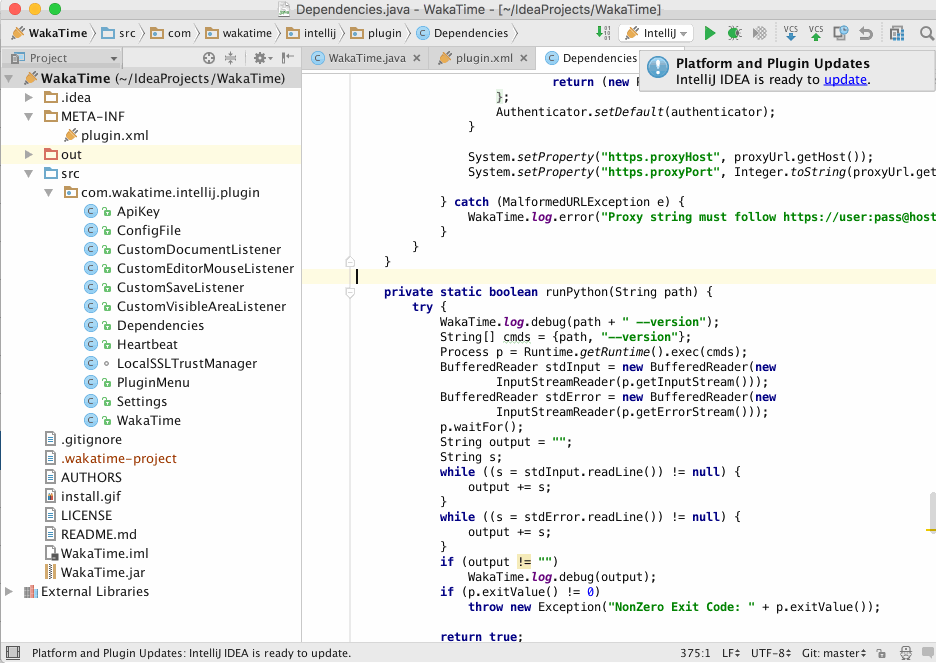 Dependencies.java - WakaTime - [~/IdeaProjects/WakaTime]
WakaTime src com wakatime intellij plugin Dependencies IntelliJ VCS VCS
Project WakaTime.java plugin.xml Dependencies
Platform and Plugin Updates
IntelliJ IDEA is ready to update.
WakaTime (~/IdeaProjects/WakaTime)
.idea
META-INF
plugin.xml
out
src
com.wakatime.intellij.plugin
ApiKey
ConfigFile
CustomDocumentListener
CustomEditorMouseListener
CustomSaveListener
CustomVisibleAreaListener
Dependencies
Heartbeat
LocalSSLTrustManager
PluginMenu
Settings
WakaTime
.gitignore
.wakatime-project
AUTHORS
install.gif
LICENSE
README.md
WakaTime.iml
WakaTime.jar
External Libraries
return (new
};
Authenticator.setDefault(authenticator);
}
System.setProperty("https.proxyHost", proxyUrl.getHost());
System.setProperty("https.proxyPort", Integer.toString(proxyUrl.get
} catch (MalformedURLException e) {
WakaTime.log.error("Proxy string must follow https://user:pass@host
}
}
}
private static boolean runPython(String path) {
try {
WakaTime.log.debug(path + " --version");
String[] cmds = {path, "--version"};
Process p = Runtime.getRuntime().exec(cmds);
BufferedReader stdInput = new BufferedReader(new
InputStreamReader(p.getInputStream()));
BufferedReader stdError = new BufferedReader(new
InputStreamReader(p.getErrorStream()));
p.waitFor();
String output = "";
String s;
while ((s = stdInput.readLine()) != null) {
output += s;
}
while ((s = stdError.readLine()) != null) {
output += s;
}
if (output != "")
WakaTime.log.debug(output);
if (p.exitValue() != 0)
throw new Exception("NonZero Exit Code: " + p.exitValue());
return true;
Platform and Plugin Updates: IntelliJ IDEA is ready to update. 375:1 LF UTF-8 Git: master